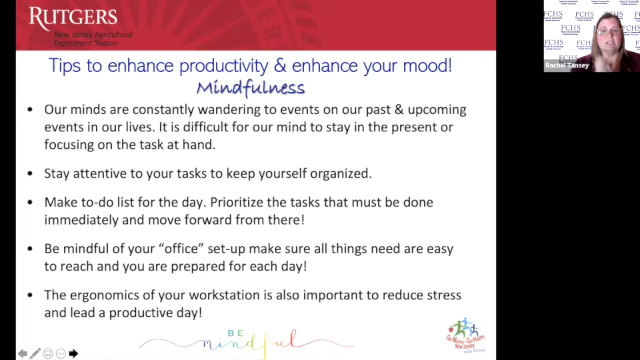 RUTGERS
New Jersey Agricultural
Experiment Station
Tips to enhance productivity & enhance your mood!
Mindfulness
• Our minds are constantly wandering to events on our past & upcoming
events in our lives. It is difficult for our mind to stay in the present or
focusing on the task at hand.
• Stay attentive to your tasks to keep yourself organized.
• Make to-do list for the day. Prioritize the tasks that must be done
immediately and move forward from there!
• Be mindful of your “office” set-up make sure all things need are easy
to reach and you are prepared for each day!
• The ergonomics of your workstation is also important to reduce stress
and lead a productive day!
BE
mindful
FCHS
FCHS
FCHS
Rachel Tansey